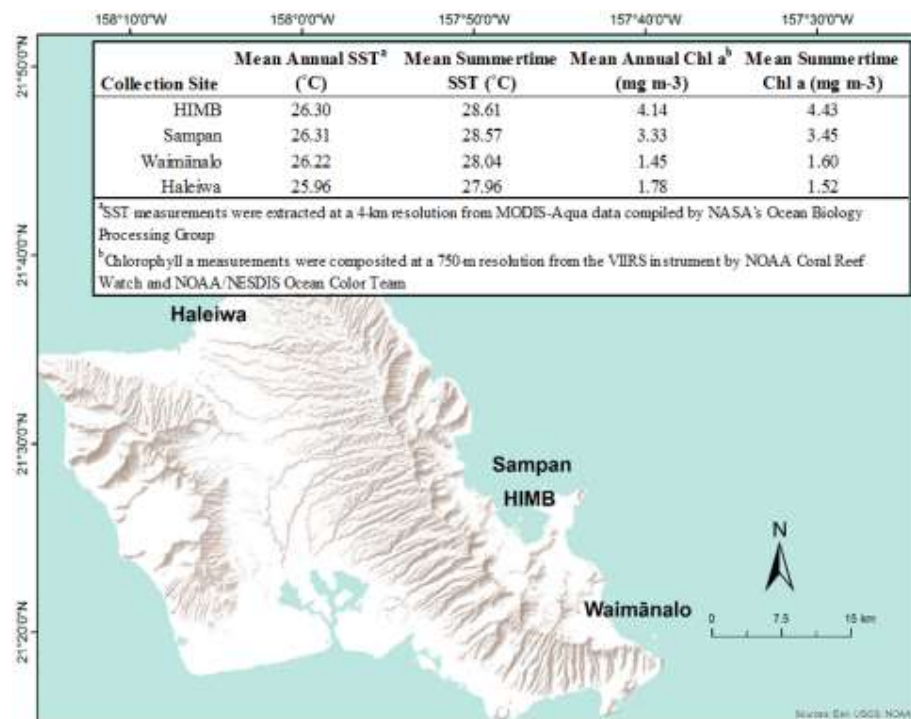 158°10'0"W 158°0'0"W 157°50'0"W 157°40'0"W 157°30'0"W
21°50'0"N
21°40'0"N
21°30'0"N
21°20'0"N
Mean Annual SSTᵃ Mean Summertime Mean Annual Chl aᵇ Mean Summertime
Collection Site (˚C) SST (˚C) (mg m-3) Chl a (mg m-3)
HIMB 26.30 28.61 4.14 4.43
Sampan 26.31 28.57 3.33 3.45
Waimānalo 26.22 28.04 1.45 1.60
Haleiwa 25.96 27.96 1.78 1.52
ᵃSST measurements were extracted at a 4-km resolution from MODIS-Aqua data compiled by NASA's Ocean Biology
Processing Group
ᵇChlorophyll a measurements were composited at a 750-m resolution from the VIIRS instrument by NOAA Coral Reef
Watch and NOAA/NESDIS Ocean Color Team
Haleiwa
Sampan
HIMB
Waimānalo
N
0 7.5 15 km
Sources: Esri, USGS, NOAA